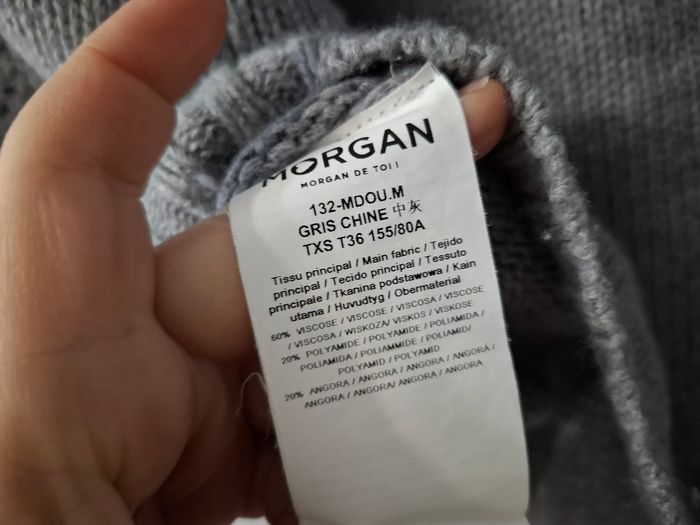 MORGAN
MORGAN DE TOI !
132-MDOU.M
GRIS CHINE 中灰
TXS T36 155/80A
Tissu principal / Main fabric / Tejido
principal / Tecido principal / Tessuto
principale / Tkanina podstawowa / Kain
utama / Huvudtyg / Obermaterial
60% VISCOSE / VISCOSE / VISCOSA / VISCOSE
/ VISCOSA / WISKOZA/ VISKOS / VISKOSE
20% POLYAMIDE / POLYAMIDE / POLIAMIDA /
POLIAMIDA / POLIAMMIDE / POLIAMID/
POLYAMID / POLYAMID
20% ANGORA / ANGORA / ANGORA / ANGORÁ /
ANGORA / ANGORA/ ANGORA / ANGORA